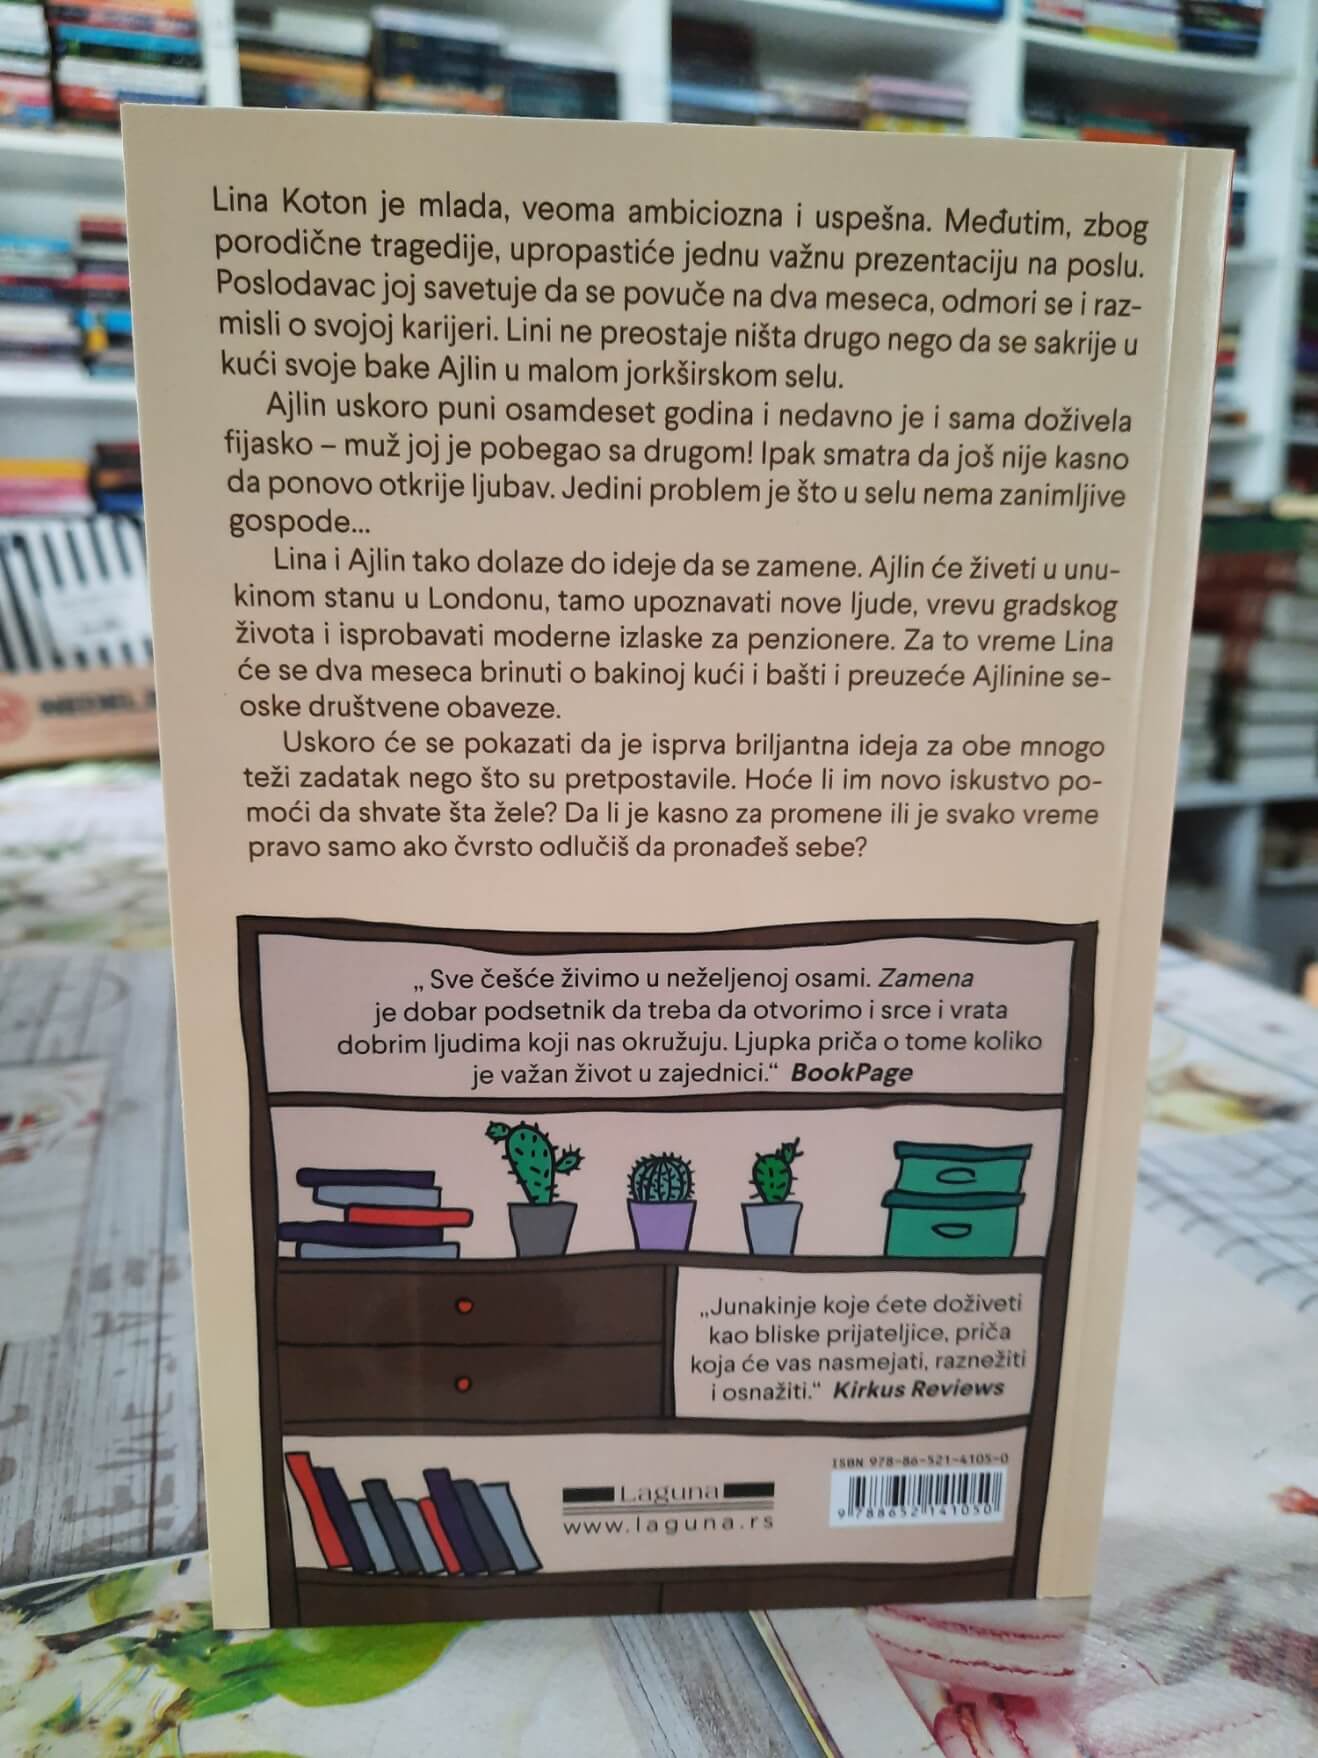 Lina Koton je mlada, veoma ambiciozna i uspešna. Međutim, zbog
porodične tragedije, upropastiće jednu važnu prezentaciju na poslu.
Poslodavac joj savetuje da se povuče na dva meseca, odmori se i raz-
misli o svojoj karijeri. Lini ne preostaje ništa drugo nego da se sakrije u
kući svoje bake Ajlin u malom jorkširskom selu.
Ajlin uskoro puni osamdeset godina i nedavno je i sama doživela
fijasko – muž joj je pobegao sa drugom! Ipak smatra da još nije kasno
da ponovo otkrije ljubav. Jedini problem je što u selu nema zanimljive
gospode...
Lina i Ajlin tako dolaze do ideje da se zamene. Ajlin će živeti u unu-
kinom stanu u Londonu, tamo upoznavati nove ljude, vrevu gradskog
života i isprobavati moderne izlaske za penzionere. Za to vreme Lina
će se dva meseca brinuti o bakinoj kući i bašti i preuzeće Ajlinine se-
oske društvene obaveze.
Uskoro će se pokazati da je isprva briljantna ideja za obe mnogo
teži zadatak nego što su pretpostavile. Hoće li im novo iskustvo po-
moći da shvate šta žele? Da li je kasno za promene ili je svako vreme
pravo samo ako čvrsto odlučiš da pronađeš sebe?
„ Sve češće živimo u neželjenoj osami. Zamena
je dobar podsetnik da treba da otvorimo i srce i vrata
dobrim ljudima koji nas okružuju. Ljupka priča o tome koliko
je važan život u zajednici.“ BookPage
„Junakinje koje ćete doživeti
kao bliske prijateljice, priča
koja će vas nasmejati, raznežiti
i osnažiti.“ Kirkus Reviews
ISBN 978-86-521-4105-0
9 788652 141050
Laguna
www.laguna.rs